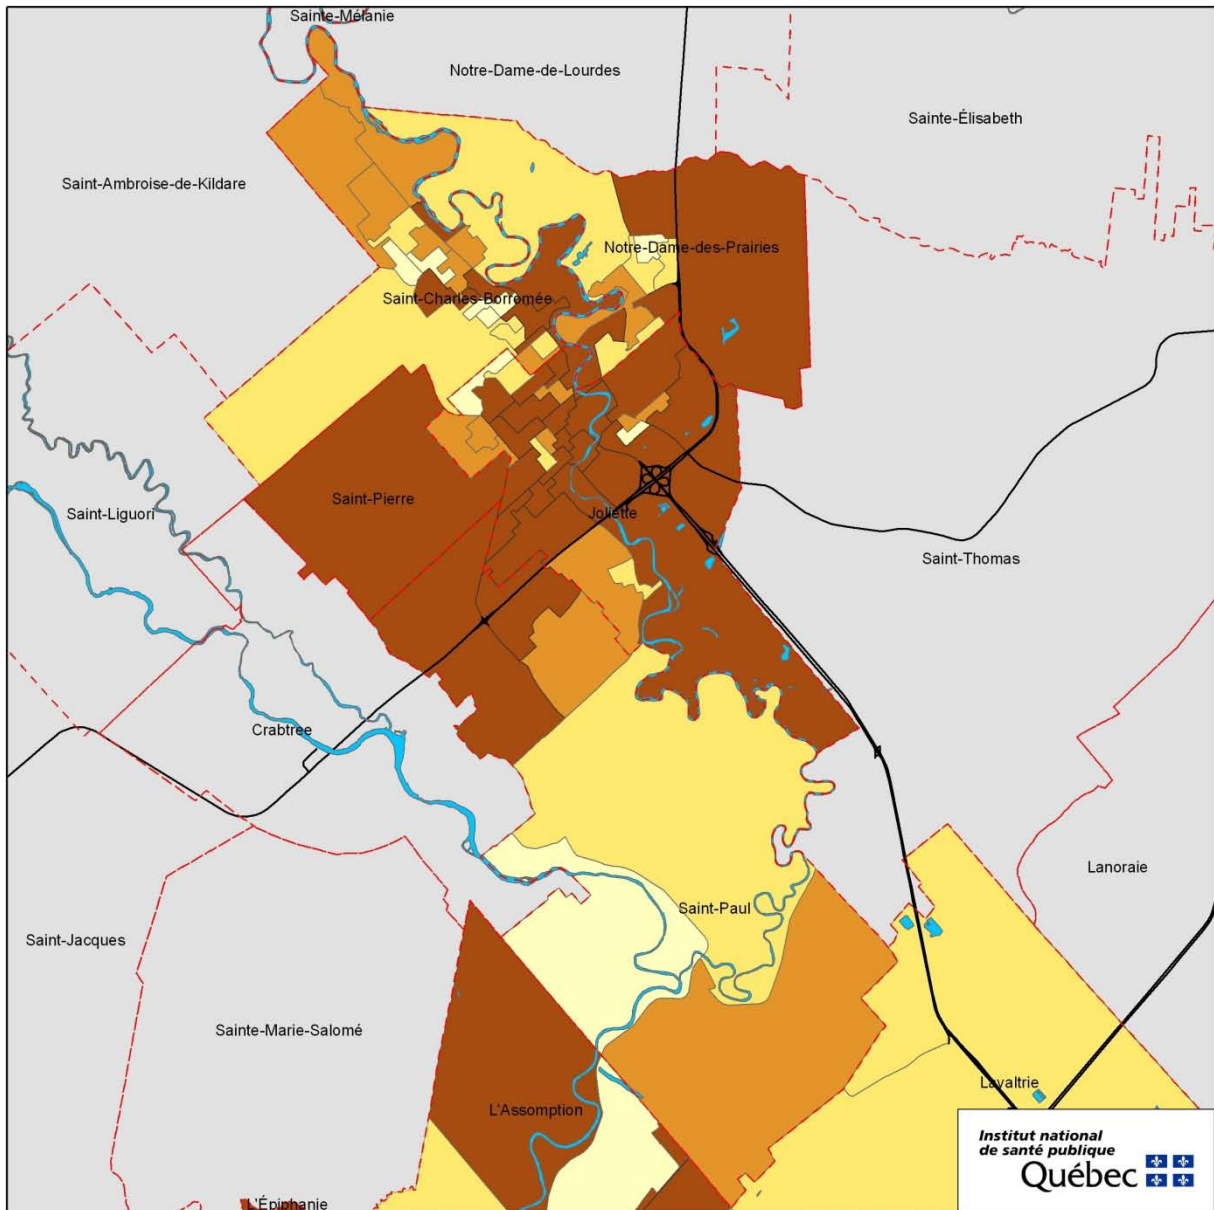 Sainte-Mélanie
Notre-Dame-de-Lourdes
Sainte-Élisabeth
Saint-Ambroise-de-Kildare
Notre-Dame-des-Prairies
Saint-Charles-Borromée
Saint-Pierre
Saint-Liguori
Joliette
Saint-Thomas
Crabtree
Lanoraie
Saint-Paul
Saint-Jacques
Sainte-Marie-Salomé
Lavaltrie
L'Assomption
L'Épiphanie
Institut national
de santé publique
Québec